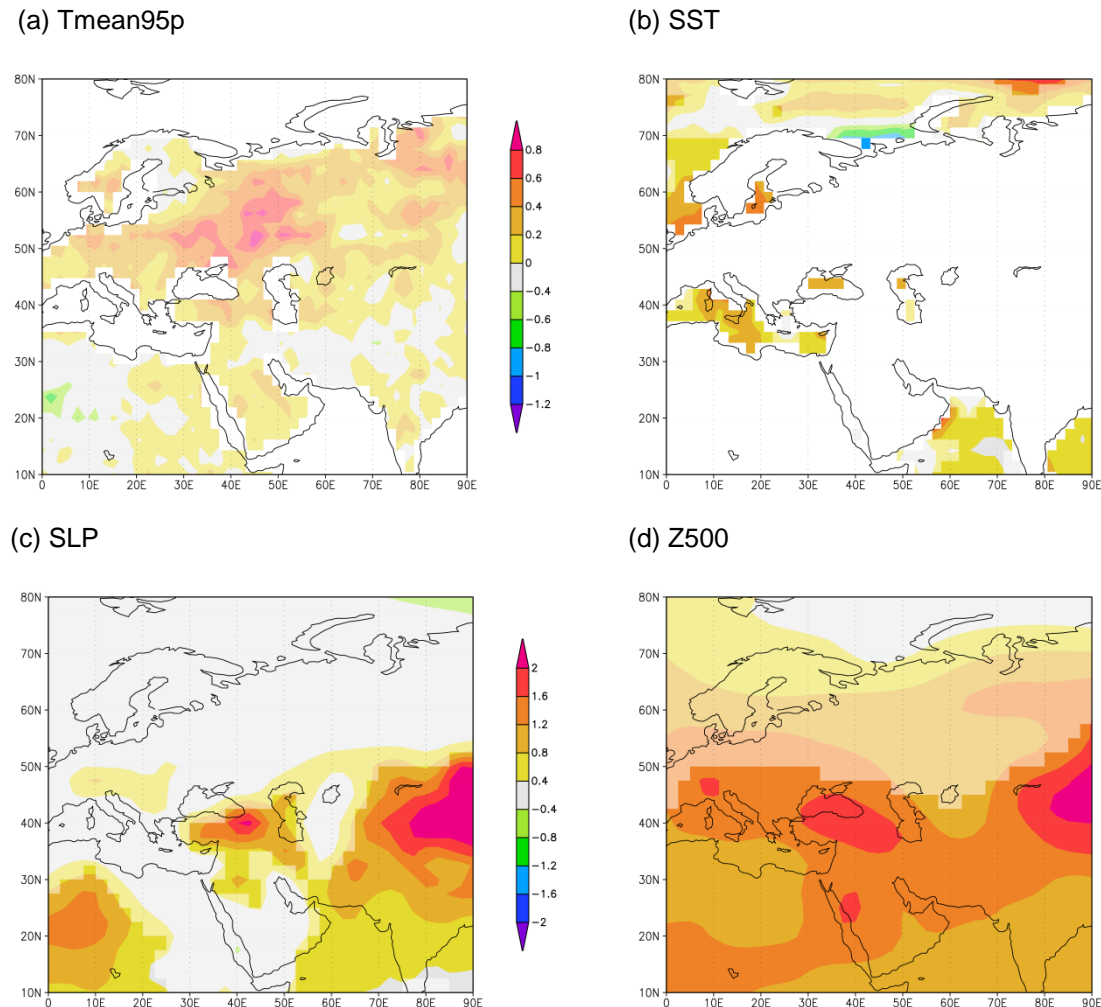 (a) Tmean95p
(b) SST
80N
70N
60N
50N
40N
30N
20N
10N
0 10E 20E 30E 40E 50E 60E 70E 80E 90E
0.8
0.6
0.4
0.2
0
-0.4
-0.6
-0.8
-1
-1.2
80N
70N
60N
50N
40N
30N
20N
10N
0 10E 20E 30E 40E 50E 60E 70E 80E 90E
(c) SLP
(d) Z500
80N
70N
60N
50N
40N
30N
20N
10N
0 10E 20E 30E 40E 50E 60E 70E 80E 90E
2
1.6
1.2
0.8
0.4
-0.4
-0.8
-1.2
-1.6
-2
80N
70N
60N
50N
40N
30N
20N
10N
0 10E 20E 30E 40E 50E 60E 70E 80E 90E